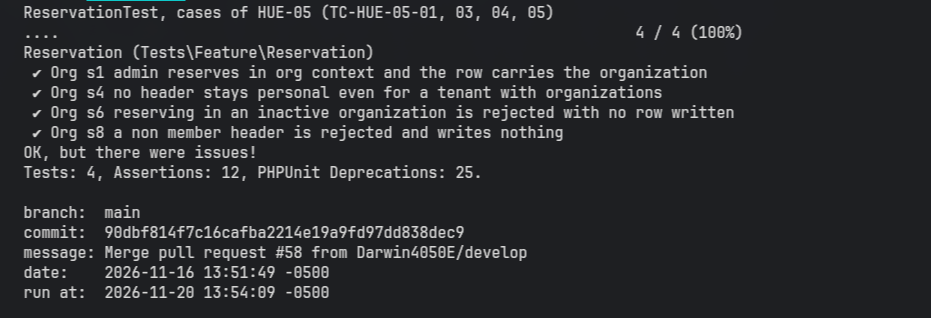 ReservationTest, cases of HUE-05 (TC-HUE-05-01, 03, 04, 05)
.... 4 / 4 (100%)
Reservation (Tests\Feature\Reservation)
✔ Org s1 admin reserves in org context and the row carries the organization
✔ Org s4 no header stays personal even for a tenant with organizations
✔ Org s6 reserving in an inactive organization is rejected with no row written
✔ Org s8 a non member header is rejected and writes nothing
OK, but there were issues!
Tests: 4, Assertions: 12, PHPUnit Deprecations: 25.
branch: main
commit: 90dbf814f7c16cafba2214e19a9fd97dd838dec9
message: Merge pull request #58 from Darwin4050E/develop
date: 2026-11-16 13:51:49 -0500
run at: 2026-11-20 13:54:09 -0500